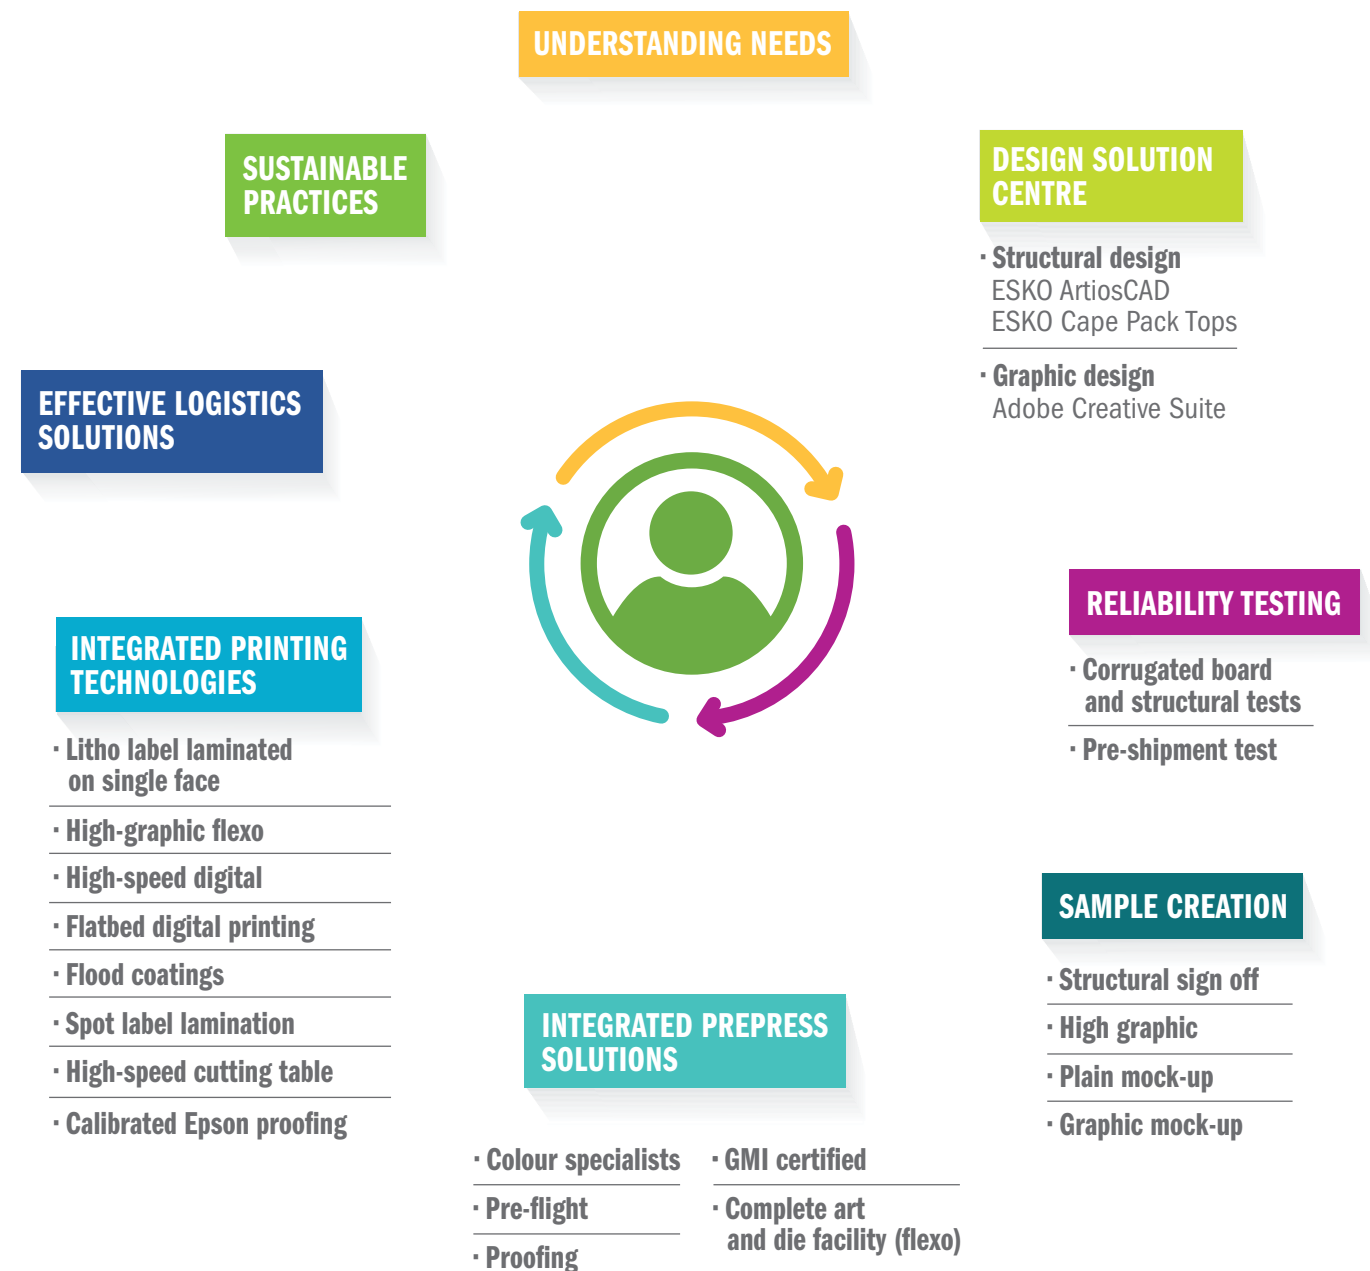 UNDERSTANDING NEEDS
SUSTAINABLE
PRACTICES
DESIGN SOLUTION
CENTRE
· Structural design
ESKO ArtiosCAD
ESKO Cape Pack Tops
· Graphic design
Adobe Creative Suite
EFFECTIVE LOGISTICS
SOLUTIONS
RELIABILITY TESTING
· Corrugated board
and structural tests
· Pre-shipment test
INTEGRATED PRINTING
TECHNOLOGIES
· Litho label laminated
on single face
· High-graphic flexo
· High-speed digital
· Flatbed digital printing
· Flood coatings
· Spot label lamination
· High-speed cutting table
· Calibrated Epson proofing
SAMPLE CREATION
· Structural sign off
· High graphic
· Plain mock-up
· Graphic mock-up
INTEGRATED PREPRESS
SOLUTIONS
· Colour specialists
· Pre-flight
· Proofing
· GMI certified
· Complete art
and die facility (flexo)